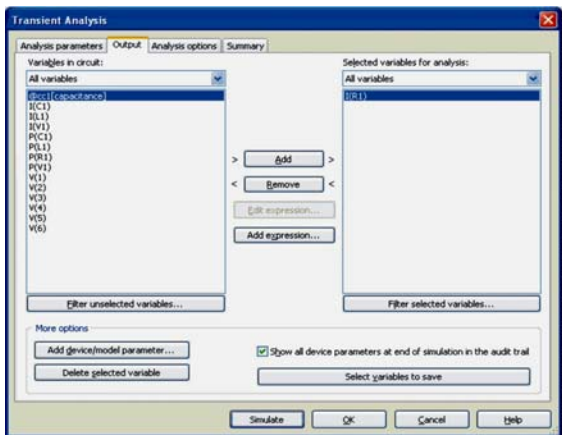 Transient Analysis
Analysis parameters Output Analysis options Summary
Variables in circuit:
All variables
@cc1[capacitance]
I(C1)
I(L1)
I(V1)
P(C1)
P(L1)
P(R1)
P(V1)
V(1)
V(2)
V(3)
V(4)
V(5)
V(6)
Filter unselected variables...
> Add >
< Remove <
Edit expression...
Add expression...
Selected variables for analysis:
All variables
I(R1)
Filter selected variables...
More options
Add device/model parameter...
Delete selected variable
Show all device parameters at end of simulation in the audit trail
Select variables to save
Simulate OK Cancel Help